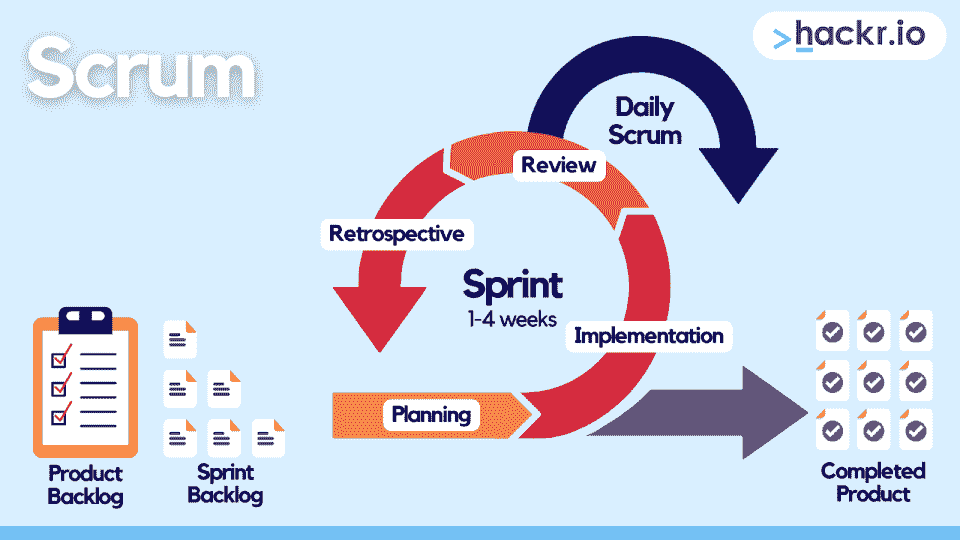 Scrum
>hackr.io
Daily
Scrum
Review
Retrospective
Sprint
1-4 weeks
Implementation
Planning
Product
Backlog
Sprint
Backlog
Completed
Product